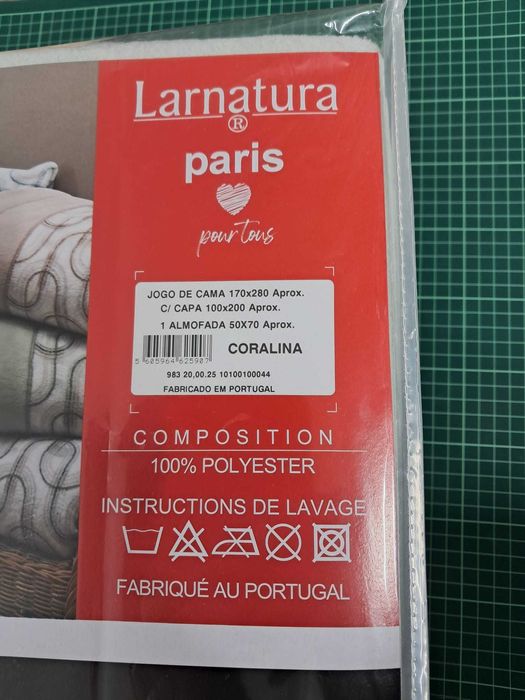 Larnatura
®
paris
pour tous
JOGO DE CAMA 170x280 Aprox.
C/ CAPA 100x200 Aprox.
1 ALMOFADA 50X70 Aprox.
5 605964 625907
CORALINA
983 20,00.25 10100100044
FABRICADO EM PORTUGAL
COMPOSITION
100% POLYESTER
INSTRUCTIONS DE LAVAGE
FABRIQUÉ AU PORTUGAL